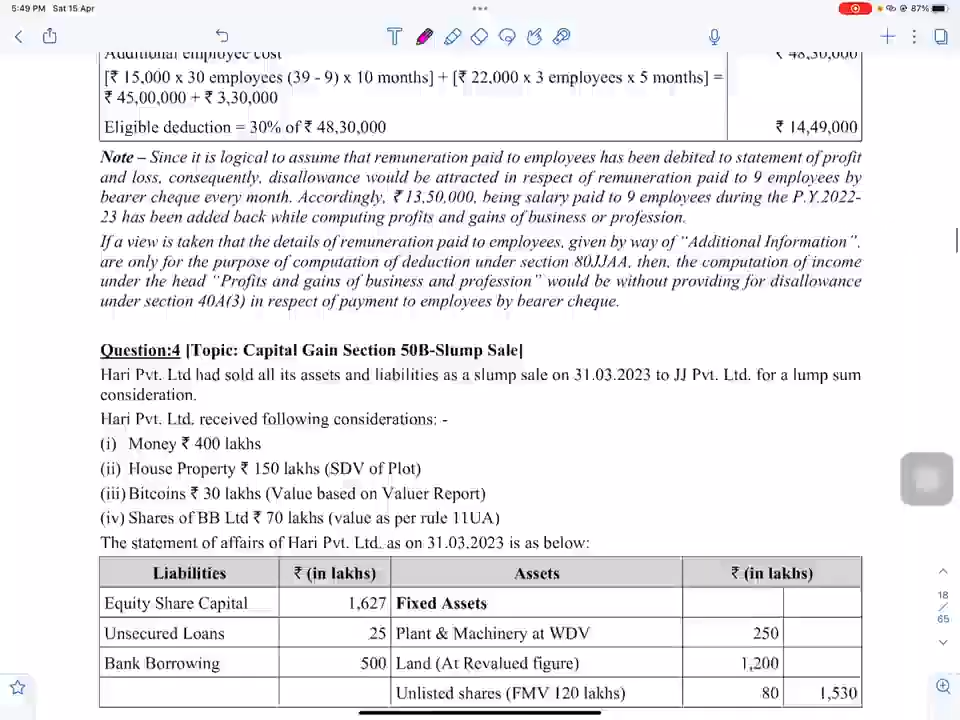 5:49 PM Sat 15 Apr
87%
Additional employee cost
₹ 48,30,000
[₹ 15,000 x 30 employees (39 - 9) x 10 months] + [₹ 22,000 x 3 employees x 5 months] =
₹ 45,00,000 + ₹ 3,30,000
Eligible deduction = 30% of ₹ 48,30,000
₹ 14,49,000
Note – Since it is logical to assume that remuneration paid to employees has been debited to statement of profit
and loss, consequently, disallowance would be attracted in respect of remuneration paid to 9 employees by
bearer cheque every month. Accordingly, ₹ 13,50,000, being salary paid to 9 employees during the P.Y.2022-
23 has been added back while computing profits and gains of business or profession.
If a view is taken that the details of remuneration paid to employees, given by way of "Additional Information",
are only for the purpose of computation of deduction under section 80JJAA, then, the computation of income
under the head "Profits and gains of business and profession" would be without providing for disallowance
under section 40A(3) in respect of payment to employees by bearer cheque.
Question:4 [Topic: Capital Gain Section 50B-Slump Sale]
Hari Pvt. Ltd had sold all its assets and liabilities as a slump sale on 31.03.2023 to JJ Pvt. Ltd. for a lump sum
consideration.
Hari Pvt. Ltd. received following considerations: -
(i) Money ₹ 400 lakhs
(ii) House Property ₹ 150 lakhs (SDV of Plot)
(iii) Bitcoins ₹ 30 lakhs (Value based on Valuer Report)
(iv) Shares of BB Ltd ₹ 70 lakhs (value as per rule 11UA)
The statement of affairs of Hari Pvt. Ltd. as on 31.03.2023 is as below:
Liabilities ₹ (in lakhs) Assets ₹ (in lakhs)
Equity Share Capital 1,627 Fixed Assets
Unsecured Loans 25 Plant & Machinery at WDV 250
Bank Borrowing 500 Land (At Revalued figure) 1,200
Unlisted shares (FMV 120 lakhs) 80 1,530
18
/
65